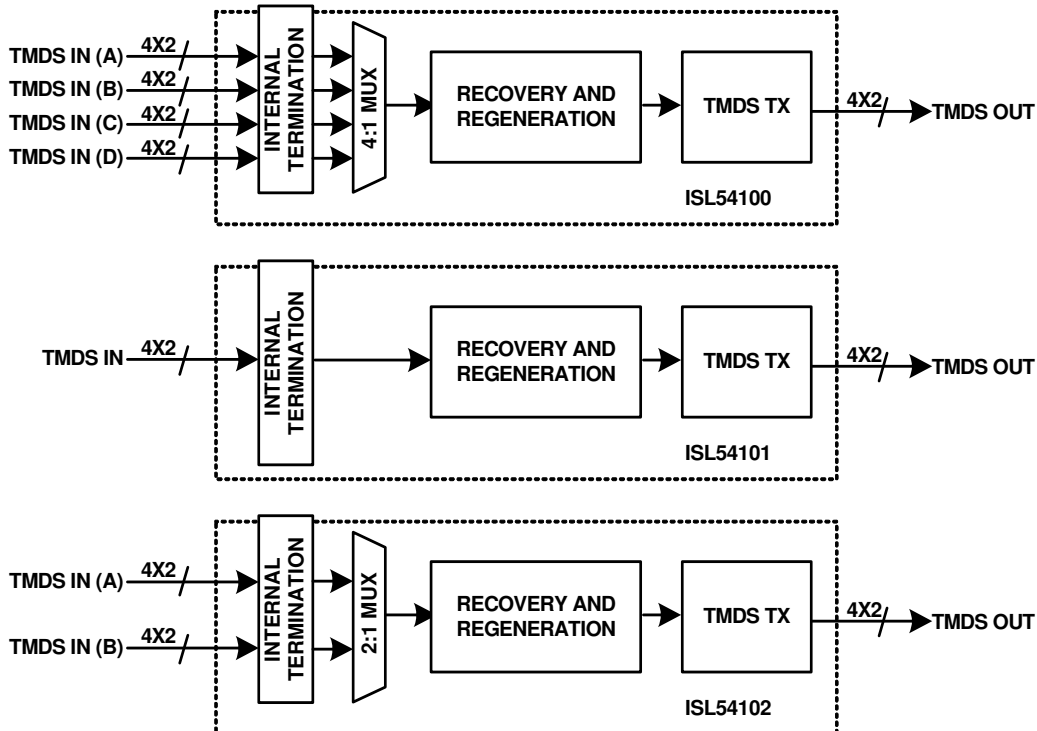 TMDS IN (A)
4X2
TMDS IN (B)
4X2
TMDS IN (C)
4X2
TMDS IN (D)
4X2
INTERNAL
TERMINATION
4:1 MUX
RECOVERY AND
REGENERATION
TMDS TX
4X2
TMDS OUT
ISL54100
TMDS IN
4X2
INTERNAL
TERMINATION
RECOVERY AND
REGENERATION
TMDS TX
4X2
TMDS OUT
ISL54101
TMDS IN (A)
4X2
TMDS IN (B)
4X2
INTERNAL
TERMINATION
2:1 MUX
RECOVERY AND
REGENERATION
TMDS TX
4X2
TMDS OUT
ISL54102